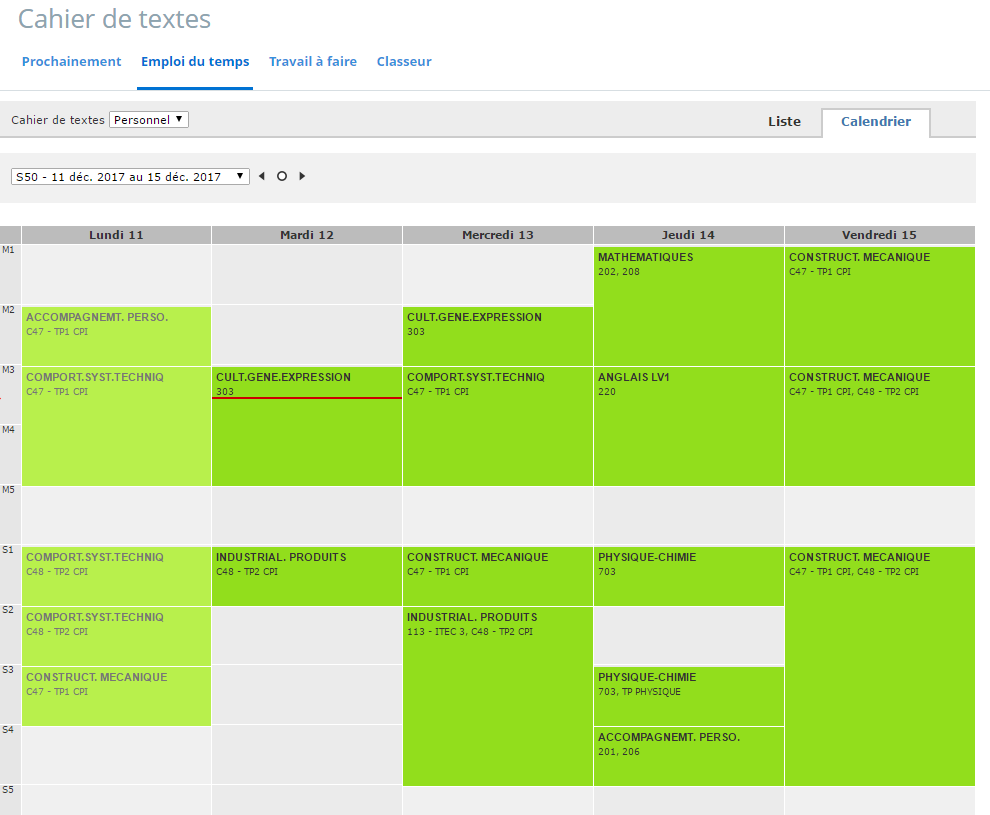 Cahier de textes
Prochainement Emploi du temps Travail à faire Classeur
Cahier de textes Personnel ▼ Liste Calendrier
S50 - 11 déc. 2017 au 15 déc. 2017 ▼
Lundi 11 Mardi 12 Mercredi 13 Jeudi 14 Vendredi 15
M1
MATHEMATIQUES CONSTRUCT. MECANIQUE
202, 208 C47 - TP1 CPI
M2
ACCOMPAGNEMT. PERSO. CULT.GENE.EXPRESSION
C47 - TP1 CPI 303
M3
COMPORT.SYST.TECHNIQ CULT.GENE.EXPRESSION COMPORT.SYST.TECHNIQ ANGLAIS LV1 CONSTRUCT. MECANIQUE
C47 - TP1 CPI 303 C47 - TP1 CPI 220 C47 - TP1 CPI, C48 - TP2 CPI
M4
M5
S1
COMPORT.SYST.TECHNIQ INDUSTRIAL. PRODUITS CONSTRUCT. MECANIQUE PHYSIQUE-CHIMIE CONSTRUCT. MECANIQUE
C48 - TP2 CPI C48 - TP2 CPI C47 - TP1 CPI 703 C47 - TP1 CPI, C48 - TP2 CPI
S2
COMPORT.SYST.TECHNIQ INDUSTRIAL. PRODUITS
C48 - TP2 CPI 113 - ITEC 3, C48 - TP2 CPI
S3
CONSTRUCT. MECANIQUE PHYSIQUE-CHIMIE
C47 - TP1 CPI 703, TP PHYSIQUE
S4
ACCOMPAGNEMT. PERSO.
201, 206
S5